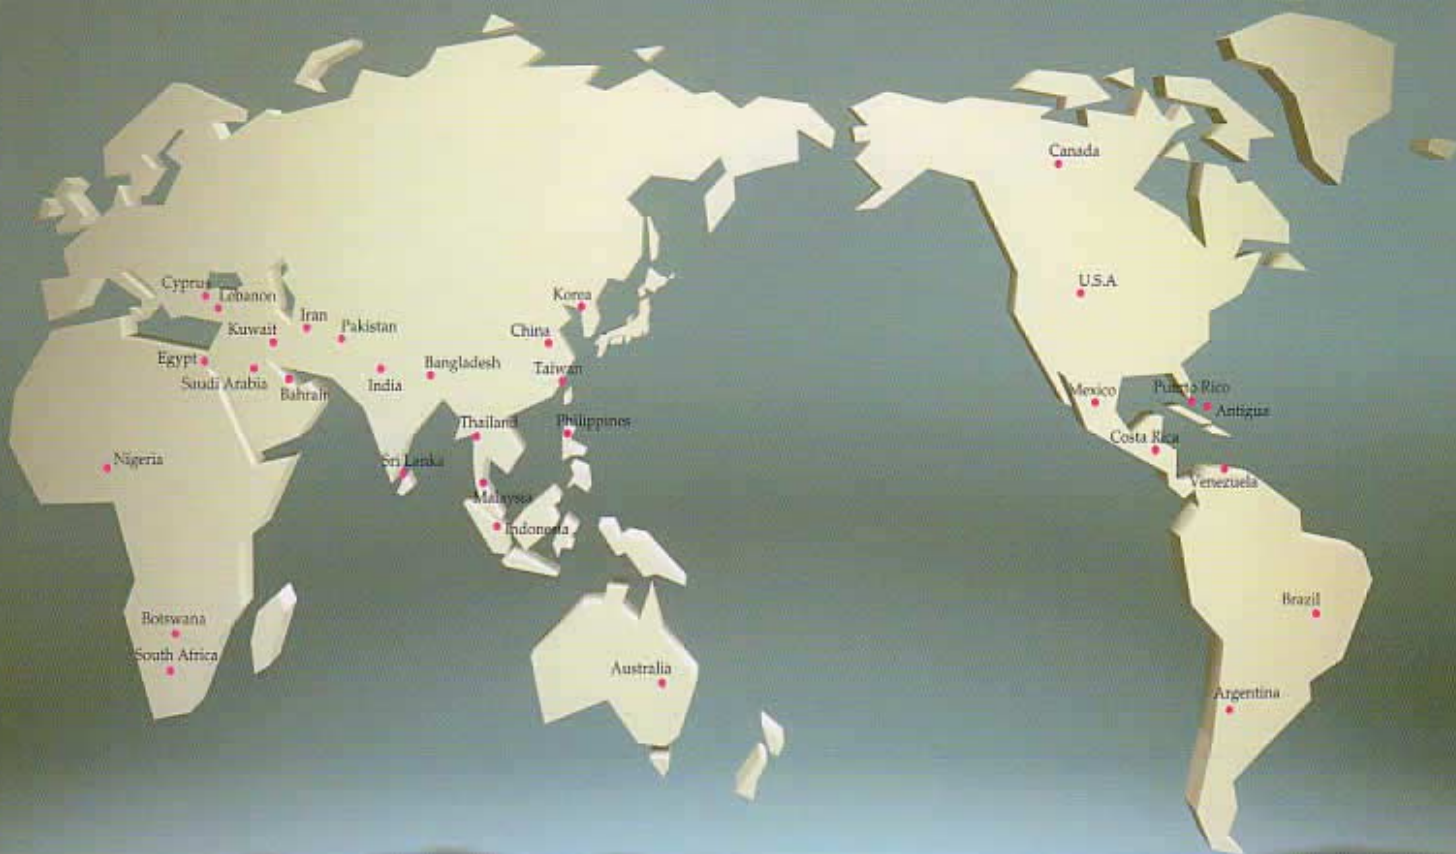 Canada
Cyprus
U.S.A
Lebanon
Korea
Iran
Kuwait
Pakistan
China
Egypt
Bangladesh
Taiwan
Saudi Arabia
India
Bahrain
Mexico
Puerto Rico
Antigua
Thailand
Philippines
Costa Rica
Nigeria
Sri Lanka
Venezuela
Malaysia
Indonesia
Brazil
Botswana
South Africa
Australia
Argentina